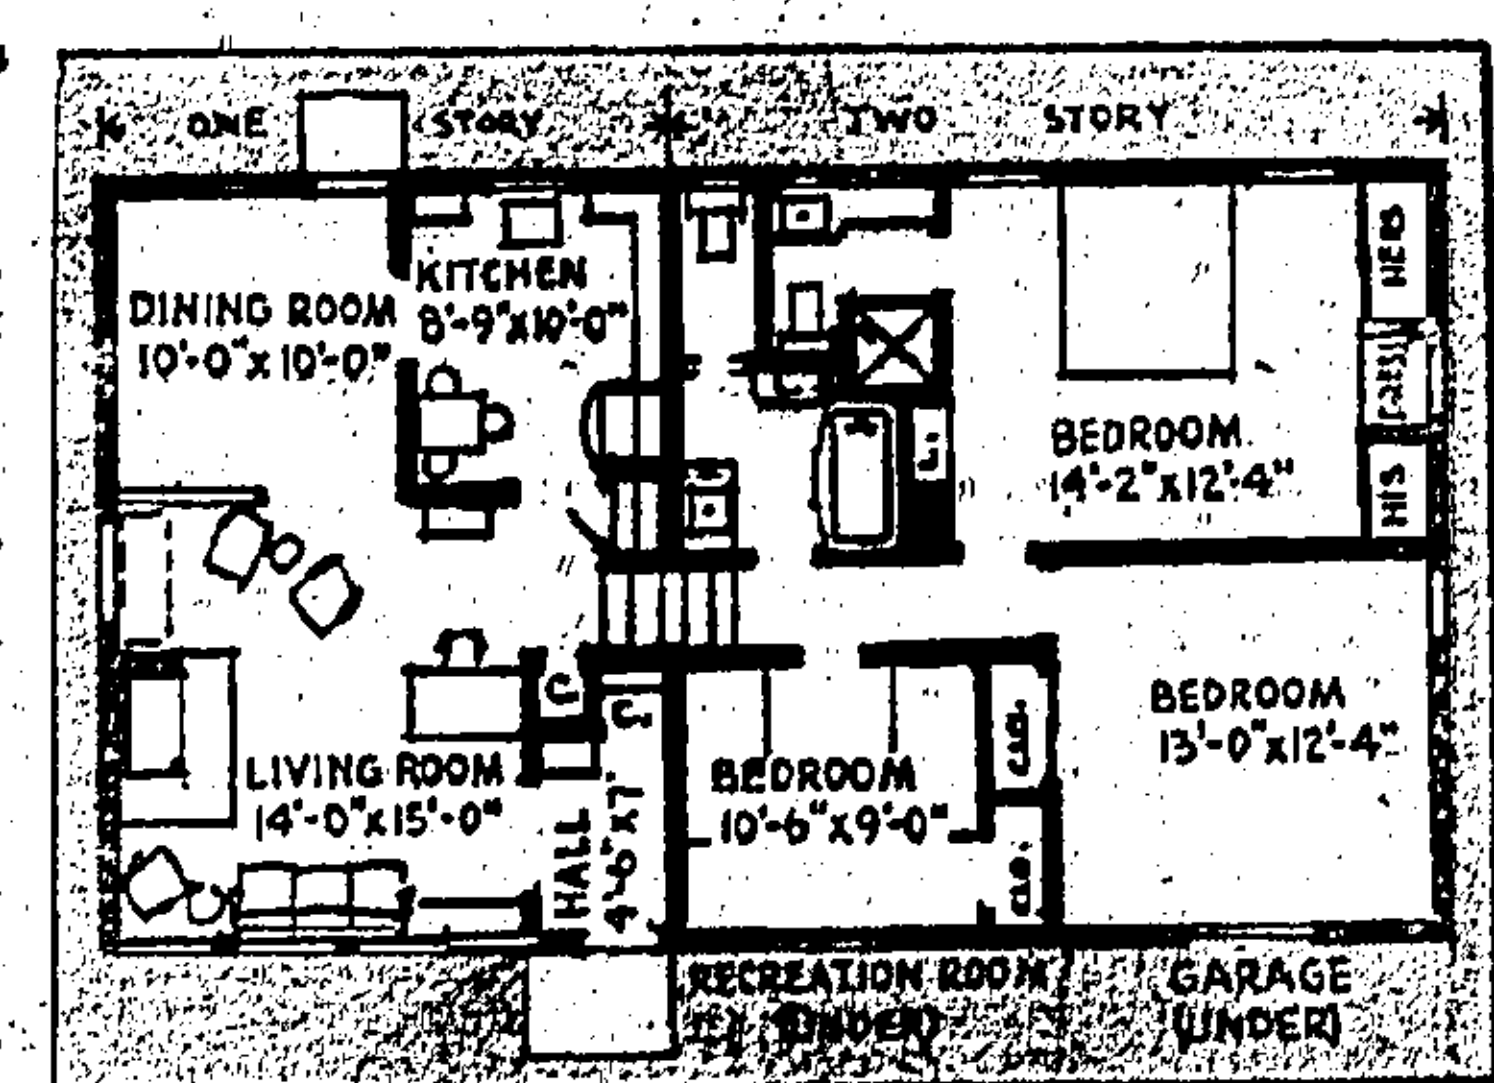 ONE STORY TWO STORY
DINING ROOM
10'-0"x10'-0"
KITCHEN
8'-9"x10'-0"
HERS
C.
L.
BEDROOM
14'-2"x12'-4"
HIS
C.
C.
LIVING ROOM
14'-0"x15'-0"
HALL
BEDROOM
10'-6"x9'-0"
CLO.
CLO.
BEDROOM
13'-0"x12'-4"
RECREATION ROOM
(UNDER)
GARAGE
(UNDER)